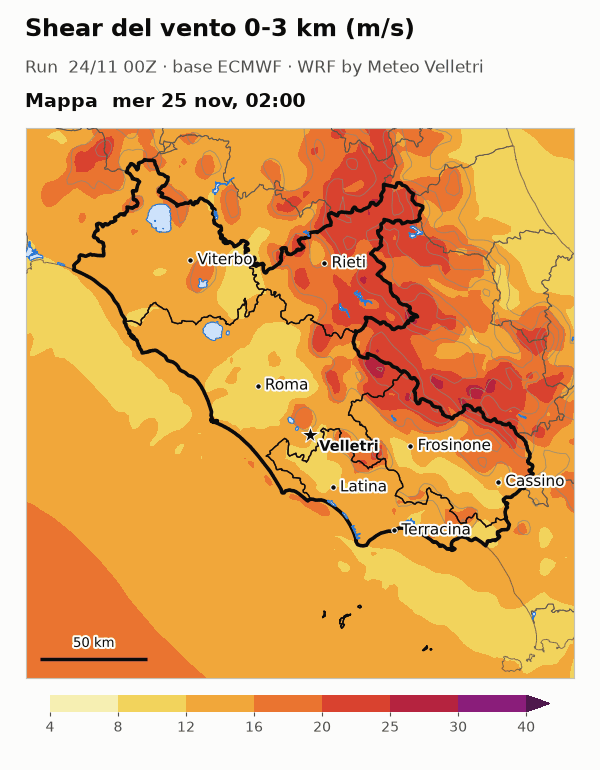 Shear del vento 0-3 km (m/s)
Run  24/11 00Z · base ECMWF · WRF by Meteo Velletri
Mappa  mer 25 nov, 02:00
Viterbo
Rieti
Roma
Velletri
Frosinone
Latina
Cassino
Terracina
50 km
4 8 12 16 20 25 30 40